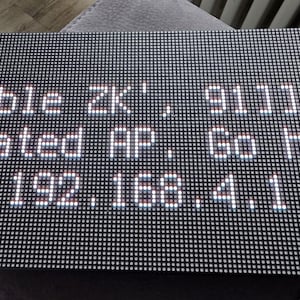 ble ZK', 911
ated AP. Go
192.168.4.1